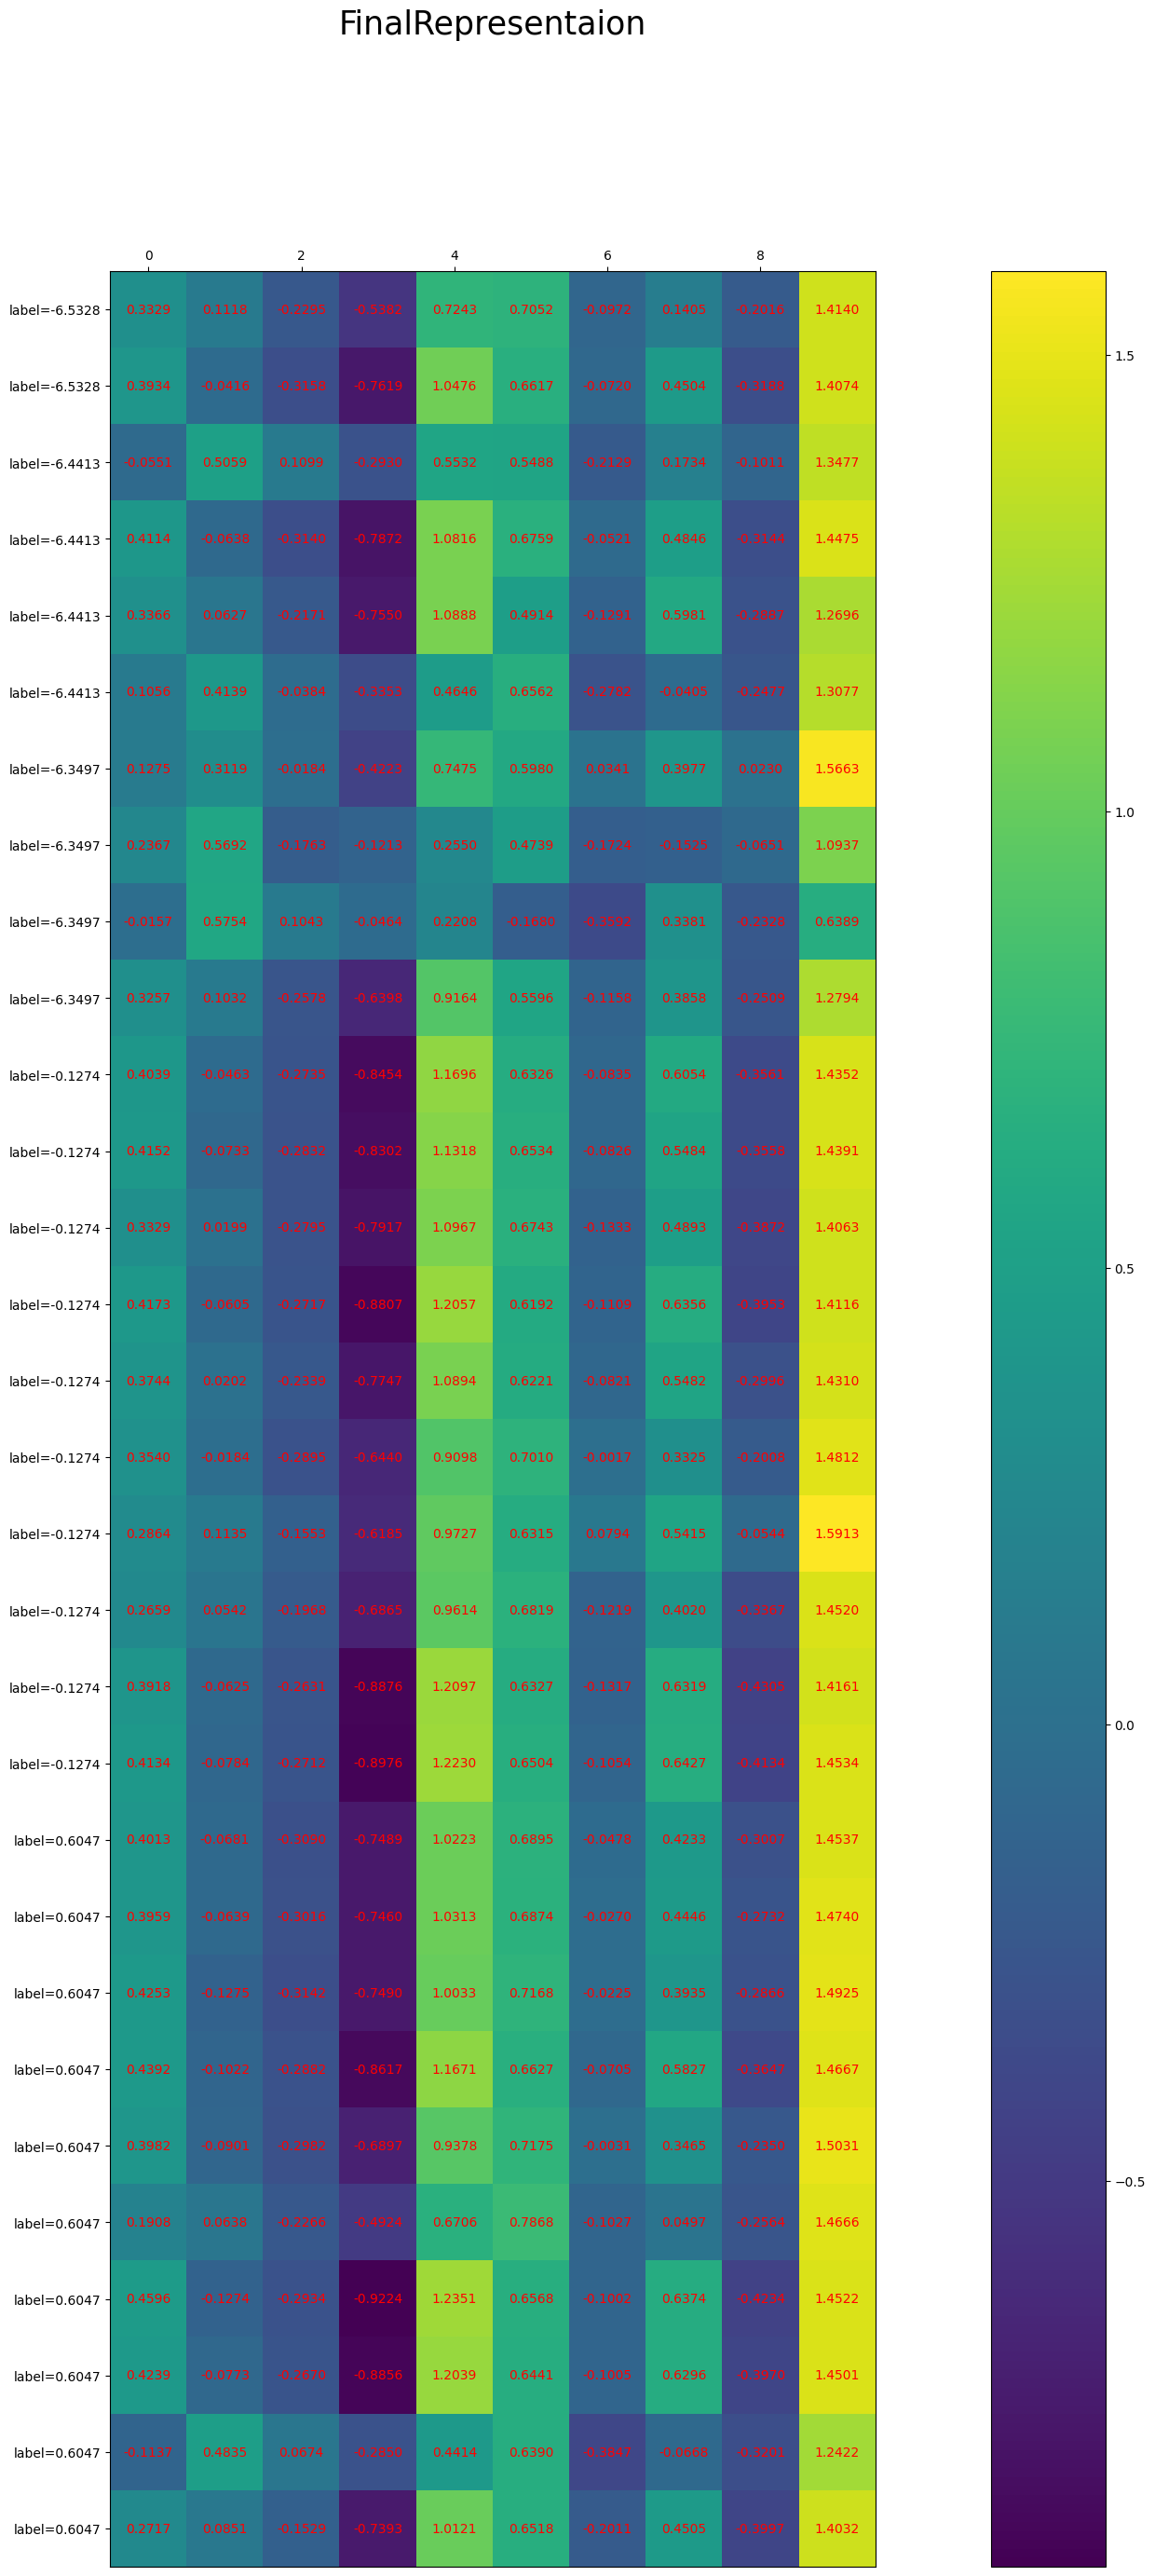 FinalRepresentaion
0 2 4 6 8
label=-6.5328 0.3329 0.1118 -0.2295 -0.5382 0.7243 0.7052 -0.0972 0.1405 -0.2016 1.4140
1.5
label=-6.5328 0.3934 -0.0416 -0.7619 1.0476 0.6617 -0.0720 0.4504 1.4074
label=-6.4413 -0.0551 0.5059 0.1099 -0.2930 0.5532 0.5488 -0.2129 0.1734 -0.1011 1.3477
label=-6.4413 0.4114 -0.0638 -0.3140 -0.7872 1.0816 0.6759 -0.0521 0.4846 -0.3144 1.4475
label=-6.4413 0.3366 0.0627 -0.2171 -0.7550 1.0888 0.4914 -0.1291 0.5981 -0.2887 1.2696
label=-6.4413 0.1056 0.4139 -0.0384 -0.3353 0.4646 0.6562 -0.2782 -0.0405 -0.2477 1.3077
label=-6.3497 0.1275 0.3119 -0.0184 -0.4223 0.7475 0.5980 0.0341 0.3977 0.0230 1.5663
1.0
label=-6.3497 0.2367 0.5692 -0.1763 -0.1213 0.2550 0.4739 -0.1724 -0.1525 -0.0651 1.0937
label=-6.3497 -0.0157 0.5754 0.1043 -0.0464 0.2208 -0.1680 0.3381 -0.2328 0.6389
label=-6.3497 0.3257 0.1032 -0.2578 -0.6398 0.9164 0.5596 -0.1158 0.3858 -0.2509 1.2794
label=-0.1274 0.4039 -0.0463 -0.2735 -0.8454 1.1696 0.6326 -0.0835 0.6054 -0.3561 1.4352
label=-0.1274 0.4152 -0.0733 -0.2832 -0.8302 1.1318 0.6534 -0.0826 0.5484 -0.3558 1.4391
label=-0.1274 0.3329 0.0199 -0.2795 -0.7917 1.0967 0.6743 -0.1333 0.4893 -0.3872 1.4063
0.5
label=-0.1274 0.4173 -0.0605 -0.2717 -0.8807 1.2057 0.6192 -0.1109 0.6356 -0.3953 1.4116
label=-0.1274 0.3744 0.0202 -0.2289 -0.7747 1.0894 0.6221 -0.0821 0.5482 -0.2996 1.4310
label=-0.1274 0.3540 -0.0184 -0.2895 -0.6440 0.9098 0.7010 -0.0017 0.3325 -0.2008 1.4812
label=-0.1274 0.2864 0.1135 -0.1553 -0.6185 0.9727 0.6315 0.0794 0.5415 -0.0544 1.5913
label=-0.1274 0.2659 0.0542 -0.1968 -0.6865 0.9614 0.6819 -0.1219 0.4020 -0.3367 1.4520
label=-0.1274 0.3918 -0.0625 -0.2631 -0.8876 1.2097 0.6327 -0.1317 0.6319 1.4161
0.0
label=-0.1274 0.4134 -0.0784 -0.2712 -0.8976 1.2230 0.6504 -0.1054 0.6427 -0.4134 1.4534
label=0.6047 0.4013 -0.0681 -0.3090 -0.7489 1.0223 0.6895 -0.0478 0.4233 -0.3007 1.4537
label=0.6047 0.3959 -0.0639 -0.3016 -0.7460 1.0313 0.6874 -0.0270 0.4446 -0.2712 1.4740
label=0.6047 0.4253 -0.1275 -0.3142 -0.7490 1.0033 0.7168 -0.0225 0.3935 -0.2866 1.4925
label=0.6047 0.4392 -0.1022 -0.2882 -0.8617 1.1671 0.6627 -0.0705 0.5827 -0.3647 1.4667
label=0.6047 0.3982 -0.0901 -0.2982 -0.6897 0.9378 0.7175 -0.0031 0.3465 -0.2350 1.5031
−0.5
label=0.6047 0.1908 0.0638 -0.2266 -0.4924 0.6706 0.7868 -0.1027 0.0497 -0.2564 1.4666
label=0.6047 0.4596 -0.1274 -0.2934 -0.9224 1.2351 0.6568 -0.1002 0.6374 -0.4234 1.4522
label=0.6047 0.4239 -0.0773 -0.2670 -0.8856 1.2039 0.6441 -0.1005 0.6296 -0.3970 1.4501
label=0.6047 -0.1137 0.4835 0.0674 -0.2850 0.4414 0.6390 -0.3847 -0.0668 -0.3201 1.2422
label=0.6047 0.2717 0.0851 -0.1529 -0.7393 1.0121 0.6518 -0.2011 0.4505 -0.3897 1.4032